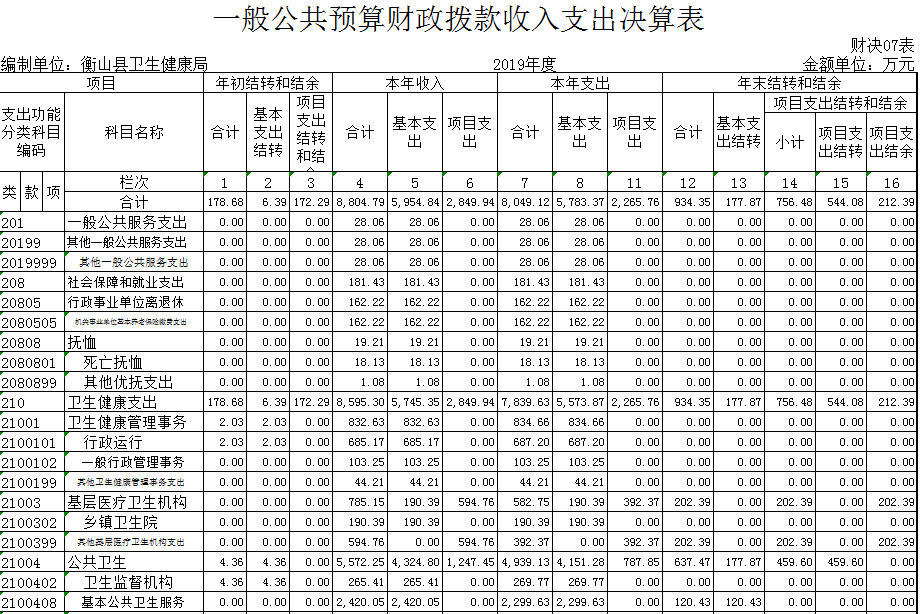 一般公共预算财政拨款收入支出决算表
财决07表
编制单位：衡山县卫生健康局 2019年度 金额单位：万元
项目 年初结转和结余 本年收入 本年支出 年末结转和结余
支出功能分类科目编码 科目名称 合计 基本支出结转 项目支出结转和结 合计 基本支出 项目支出 合计 基本支出 项目支出 合计 基本支出结转 项目支出结转和结余
小计 项目支出结转 项目支出结余
类 款 项 栏次 1 2 3 4 5 6 7 8 11 12 13 14 15 16
合计 178.68 6.39 172.29 8,804.79 5,954.84 2,849.94 8,049.12 5,783.37 2,265.76 934.35 177.87 756.48 544.08 212.39
201 一般公共服务支出 0.00 0.00 0.00 28.06 28.06 0.00 28.06 28.06 0.00 0.00 0.00 0.00 0.00 0.00
20199 其他一般公共服务支出 0.00 0.00 0.00 28.06 28.06 0.00 28.06 28.06 0.00 0.00 0.00 0.00 0.00 0.00
2019999 其他一般公共服务支出 0.00 0.00 0.00 28.06 28.06 0.00 28.06 28.06 0.00 0.00 0.00 0.00 0.00 0.00
208 社会保障和就业支出 0.00 0.00 0.00 181.43 181.43 0.00 181.43 181.43 0.00 0.00 0.00 0.00 0.00 0.00
20805 行政事业单位离退休 0.00 0.00 0.00 162.22 162.22 0.00 162.22 162.22 0.00 0.00 0.00 0.00 0.00 0.00
2080505 机关事业单位基本养老保险缴费支出 0.00 0.00 0.00 162.22 162.22 0.00 162.22 162.22 0.00 0.00 0.00 0.00 0.00 0.00
20808 抚恤 0.00 0.00 0.00 19.21 19.21 0.00 19.21 19.21 0.00 0.00 0.00 0.00 0.00 0.00
2080801 死亡抚恤 0.00 0.00 0.00 18.13 18.13 0.00 18.13 18.13 0.00 0.00 0.00 0.00 0.00 0.00
2080899 其他优抚支出 0.00 0.00 0.00 1.08 1.08 0.00 1.08 1.08 0.00 0.00 0.00 0.00 0.00 0.00
210 卫生健康支出 178.68 6.39 172.29 8,595.30 5,745.35 2,849.94 7,839.63 5,573.87 2,265.76 934.35 177.87 756.48 544.08 212.39
21001 卫生健康管理事务 2.03 2.03 0.00 832.63 832.63 0.00 834.66 834.66 0.00 0.00 0.00 0.00 0.00 0.00
2100101 行政运行 2.03 2.03 0.00 685.17 685.17 0.00 687.20 687.20 0.00 0.00 0.00 0.00 0.00 0.00
2100102 一般行政管理事务 0.00 0.00 0.00 103.25 103.25 0.00 103.25 103.25 0.00 0.00 0.00 0.00 0.00 0.00
2100199 其他卫生健康管理事务支出 0.00 0.00 0.00 44.21 44.21 0.00 44.21 44.21 0.00 0.00 0.00 0.00 0.00 0.00
21003 基层医疗卫生机构 0.00 0.00 0.00 785.15 190.39 594.76 582.75 190.39 392.37 202.39 0.00 202.39 0.00 202.39
2100302 乡镇卫生院 0.00 0.00 0.00 190.39 190.39 0.00 190.39 190.39 0.00 0.00 0.00 0.00 0.00 0.00
2100399 其他基层医疗卫生机构支出 0.00 0.00 0.00 594.76 0.00 594.76 392.37 0.00 392.37 202.39 0.00 202.39 0.00 202.39
21004 公共卫生 4.36 4.36 0.00 5,572.25 4,324.80 1,247.45 4,939.13 4,151.28 787.85 637.47 177.87 459.60 459.60 0.00
2100402 卫生监督机构 4.36 4.36 0.00 265.41 265.41 0.00 269.77 269.77 0.00 0.00 0.00 0.00 0.00 0.00
2100408 基本公共卫生服务 0.00 0.00 0.00 2,420.05 2,420.05 0.00 2,299.63 2,299.63 0.00 120.43 120.43 0.00 0.00 0.00